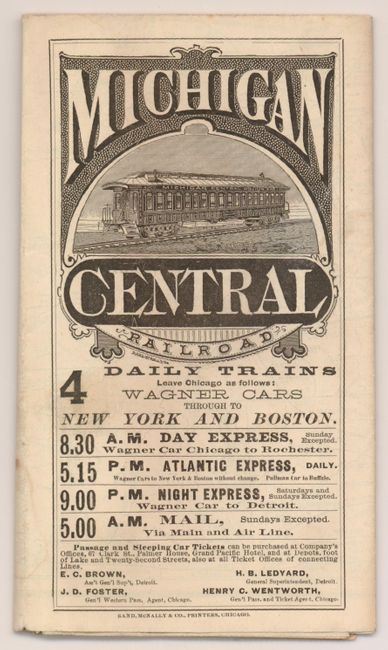 MICHIGAN
MICHIGAN CENTRAL
CENTRAL
RAILROAD
4 DAILY TRAINS
Leave Chicago as follows:
WAGNER CARS
THROUGH TO
NEW YORK AND BOSTON.
8.30 A.M. DAY EXPRESS, Sunday Excepted.
Wagner Car Chicago to Rochester.
5.15 P.M. ATLANTIC EXPRESS, DAILY.
Wagner Cars to New York & Boston without change. Pullman Car to Buffalo.
9.00 P.M. NIGHT EXPRESS, Saturdays and Sundays Excepted.
Wagner Car to Detroit.
5.00 A.M. MAIL, Sundays Excepted.
Via Main and Air Line.
Passage and Sleeping Car Tickets can be purchased at Company's
Offices, 67 Clark St., Palmer House, Grand Pacific Hotel, and at Depots, foot
of Lake and Twenty-Second Streets, also at all Ticket Offices of connecting
Lines.
E. C. BROWN, H. B. LEDYARD,
Ass't Gen'l Sup't, Detroit. General Superintendent, Detroit.
J. D. FOSTER, HENRY C. WENTWORTH,
Gen'l Western Pass. Agent, Chicago. Gen'l Pass. and Ticket Agent, Chicago.
RAND, MCNALLY & CO., PRINTERS, CHICAGO.